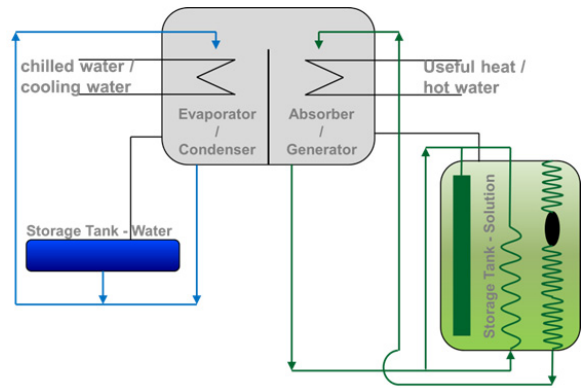 chilled water /
cooling water
Useful heat /
hot water
Evaporator
/
Condenser
Absorber
/
Generator
Storage Tank - Water
Storage Tank - Solution